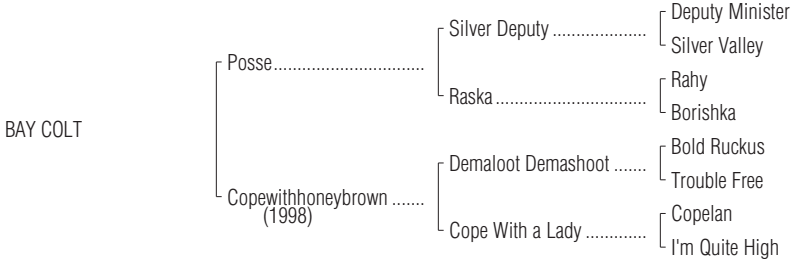 Deputy Minister
Silver Deputy ....................
Silver Valley
Posse................................
Rahy
Raska ................................
Borishka
BAY COLT
Bold Ruckus
Demaloot Demashoot .......
Trouble Free
Copewithhoneybrown .......
(1998)
Copelan
Cope With a Lady .............
I'm Quite High